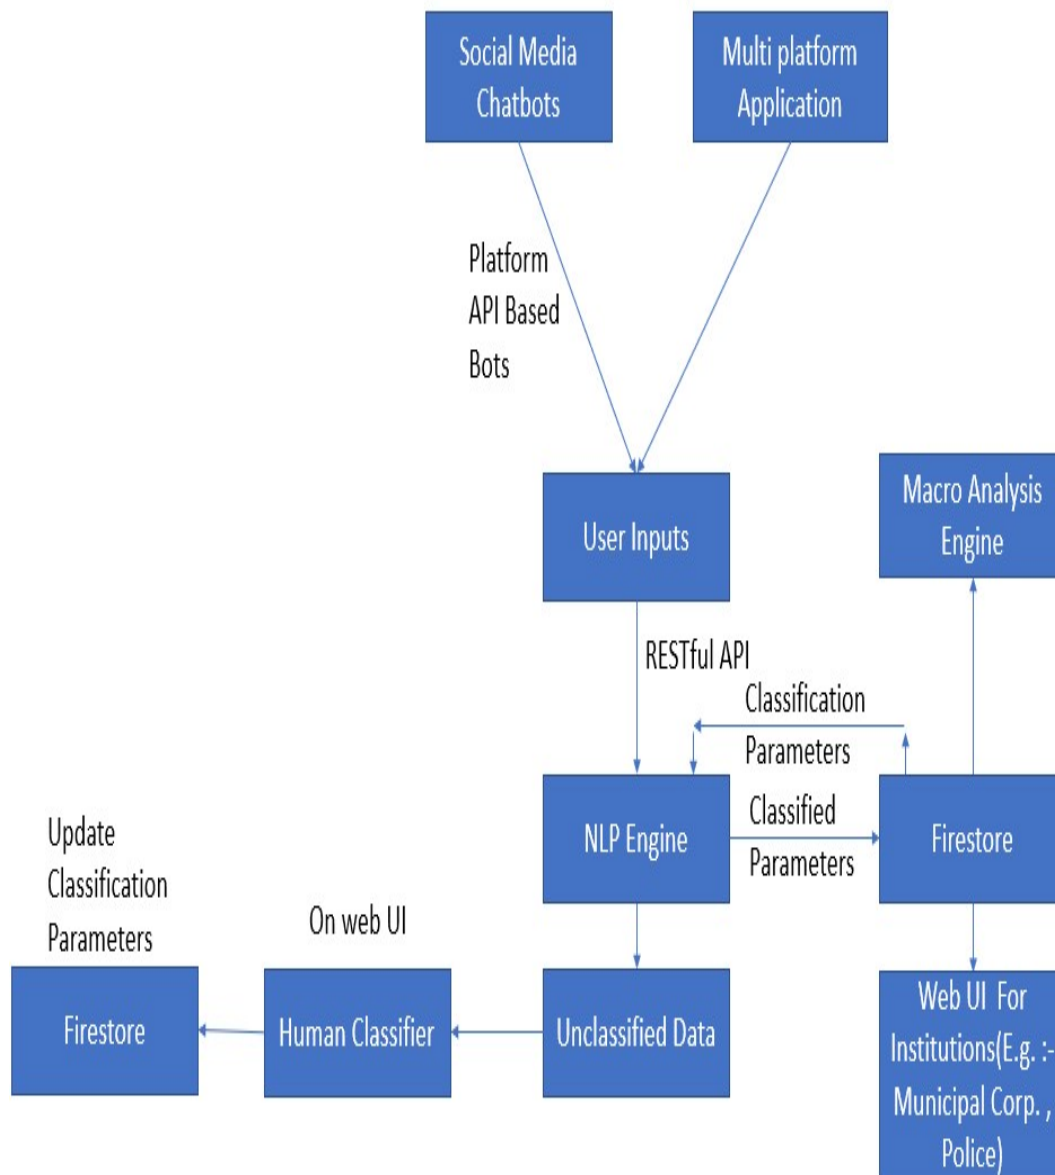 Social Media
Chatbots
Multi platform
Application
Platform
API Based
Bots
User Inputs
Macro Analysis
Engine
RESTful API
Classification
Parameters
NLP Engine
Classified
Parameters
Firestore
Update
Classification
Parameters
On web UI
Firestore
Human Classifier
Unclassified Data
Web UI For
Institutions(E.g. :-
Municipal Corp. ,
Police)